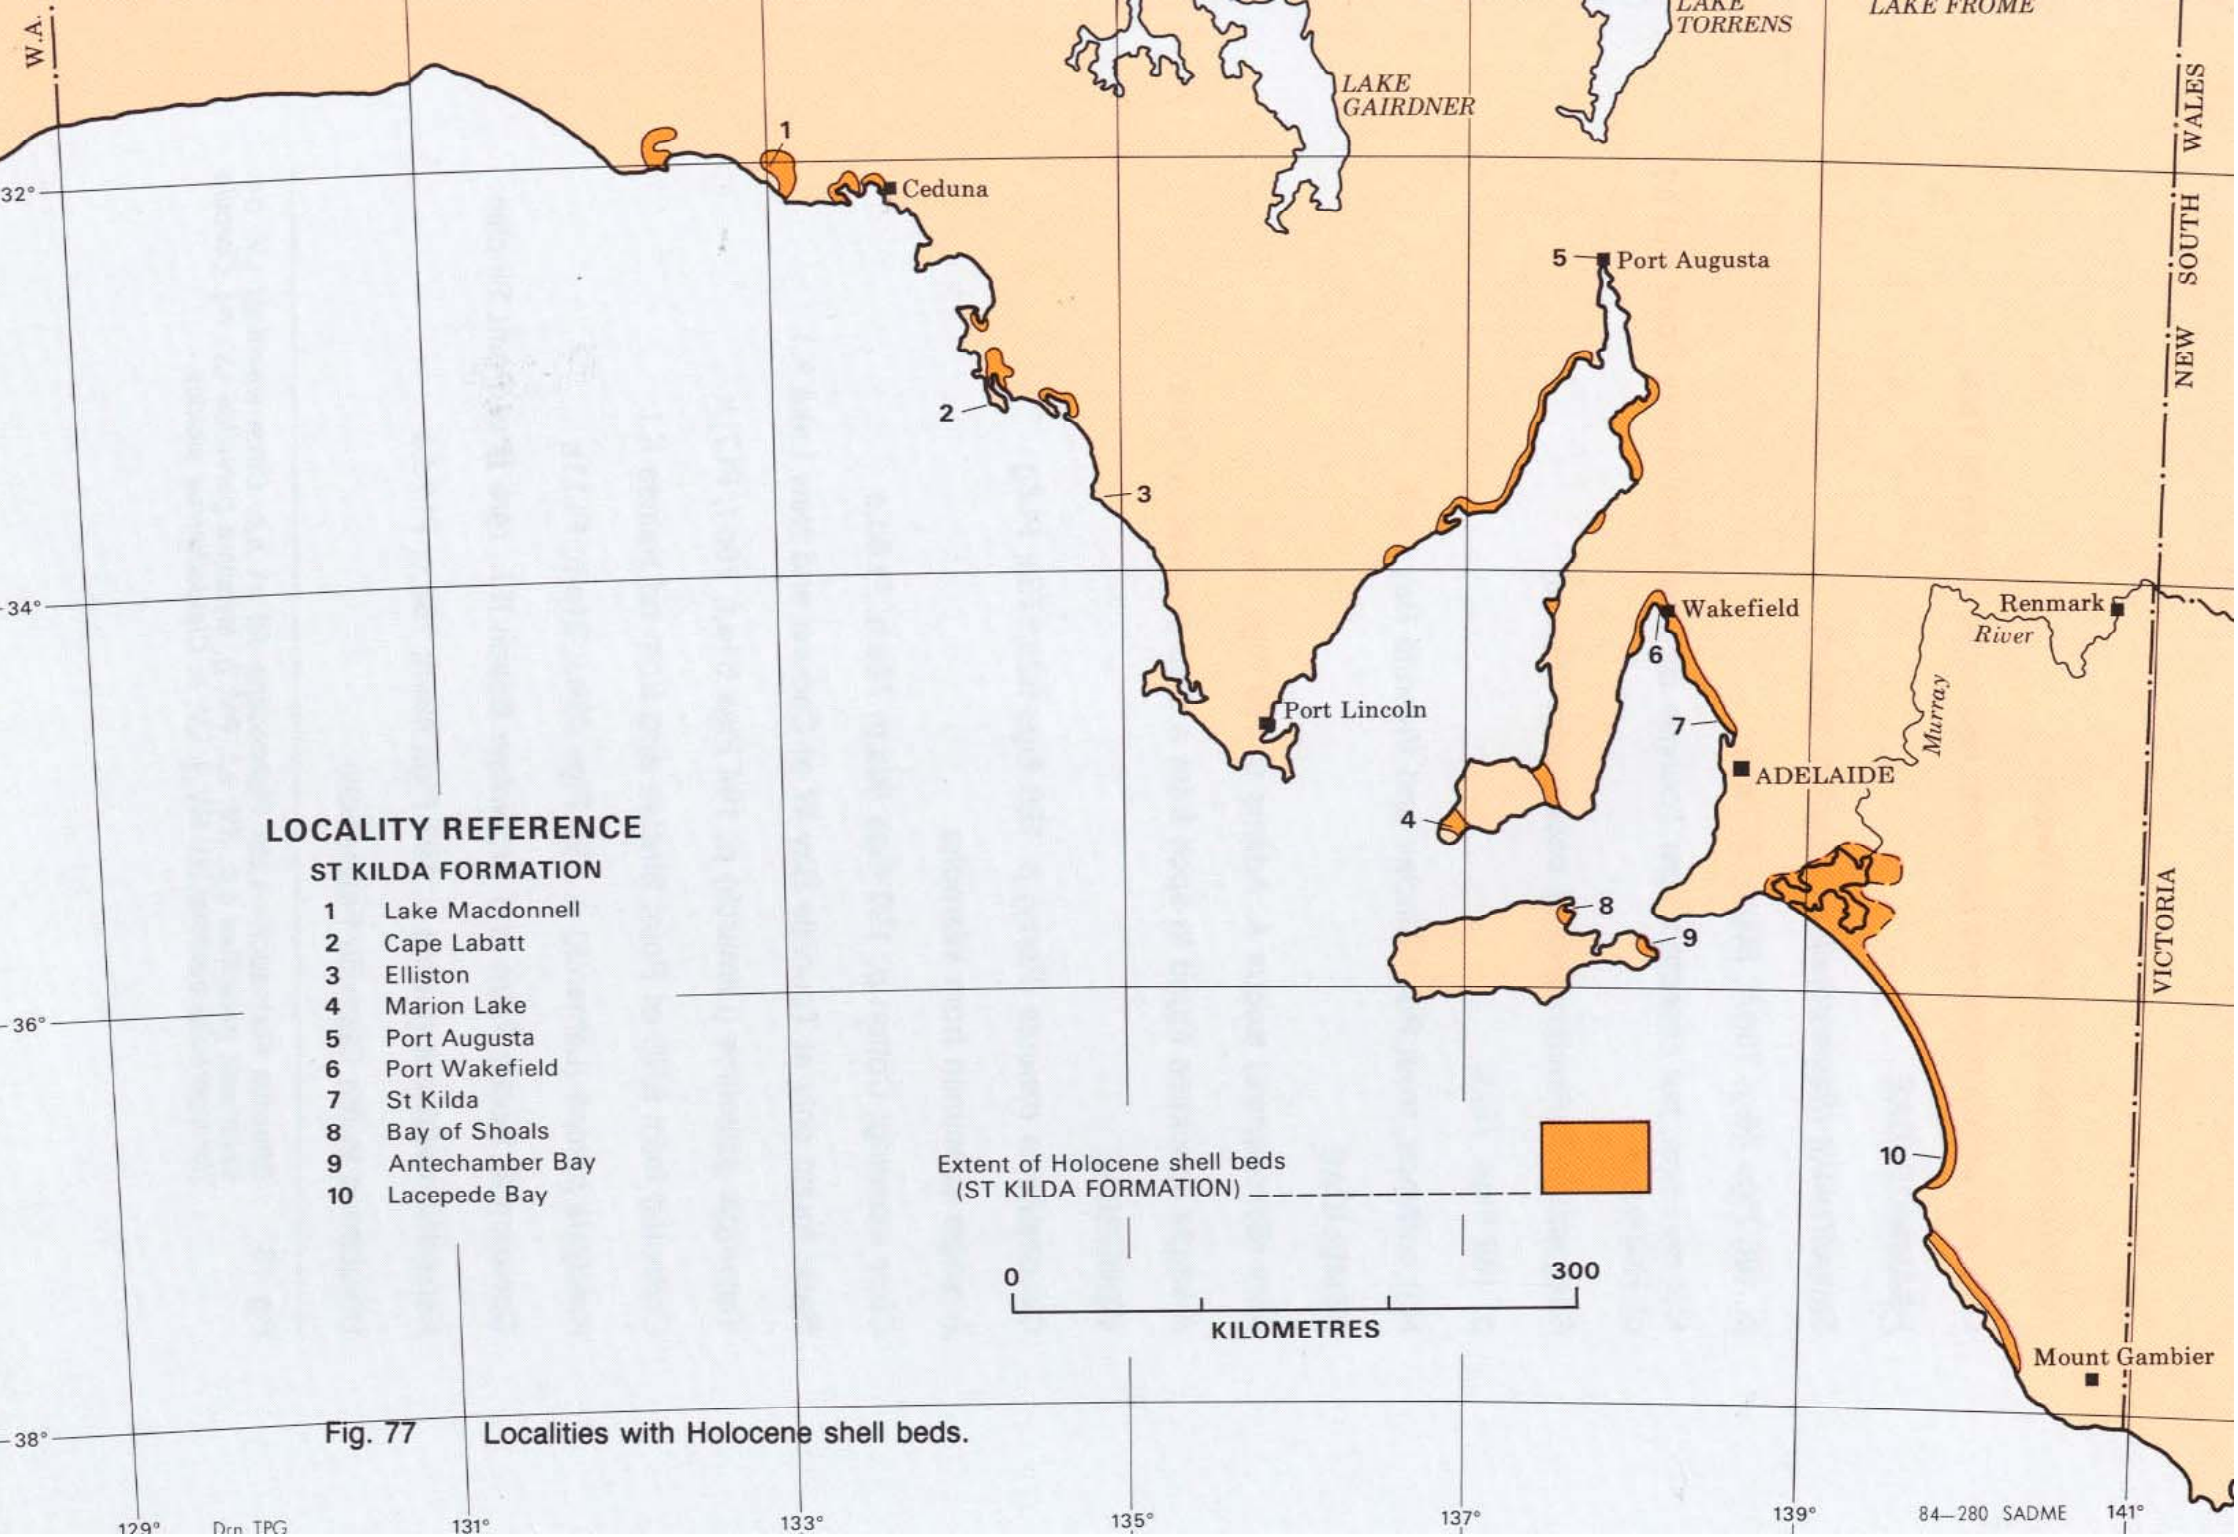 W.A.
LAKE
TORRENS
LAKE FROME
LAKE
GAIRDNER
NEW SOUTH WALES
1
32°
Ceduna
5
Port Augusta
2
3
34°
Wakefield
6
Renmark
River
Murray
Port Lincoln
7
ADELAIDE
4
8
9
VICTORIA
LOCALITY REFERENCE
ST KILDA FORMATION
1 Lake Macdonnell
2 Cape Labatt
3 Elliston
4 Marion Lake
5 Port Augusta
6 Port Wakefield
7 St Kilda
8 Bay of Shoals
9 Antechamber Bay
10 Lacepede Bay
36°
10
Extent of Holocene shell beds
(ST KILDA FORMATION)
0 300
KILOMETRES
Mount Gambier
38°
Fig. 77 Localities with Holocene shell beds.
129° Drn TPG 131° 133° 135° 137° 139° 84—280 SADME 141°